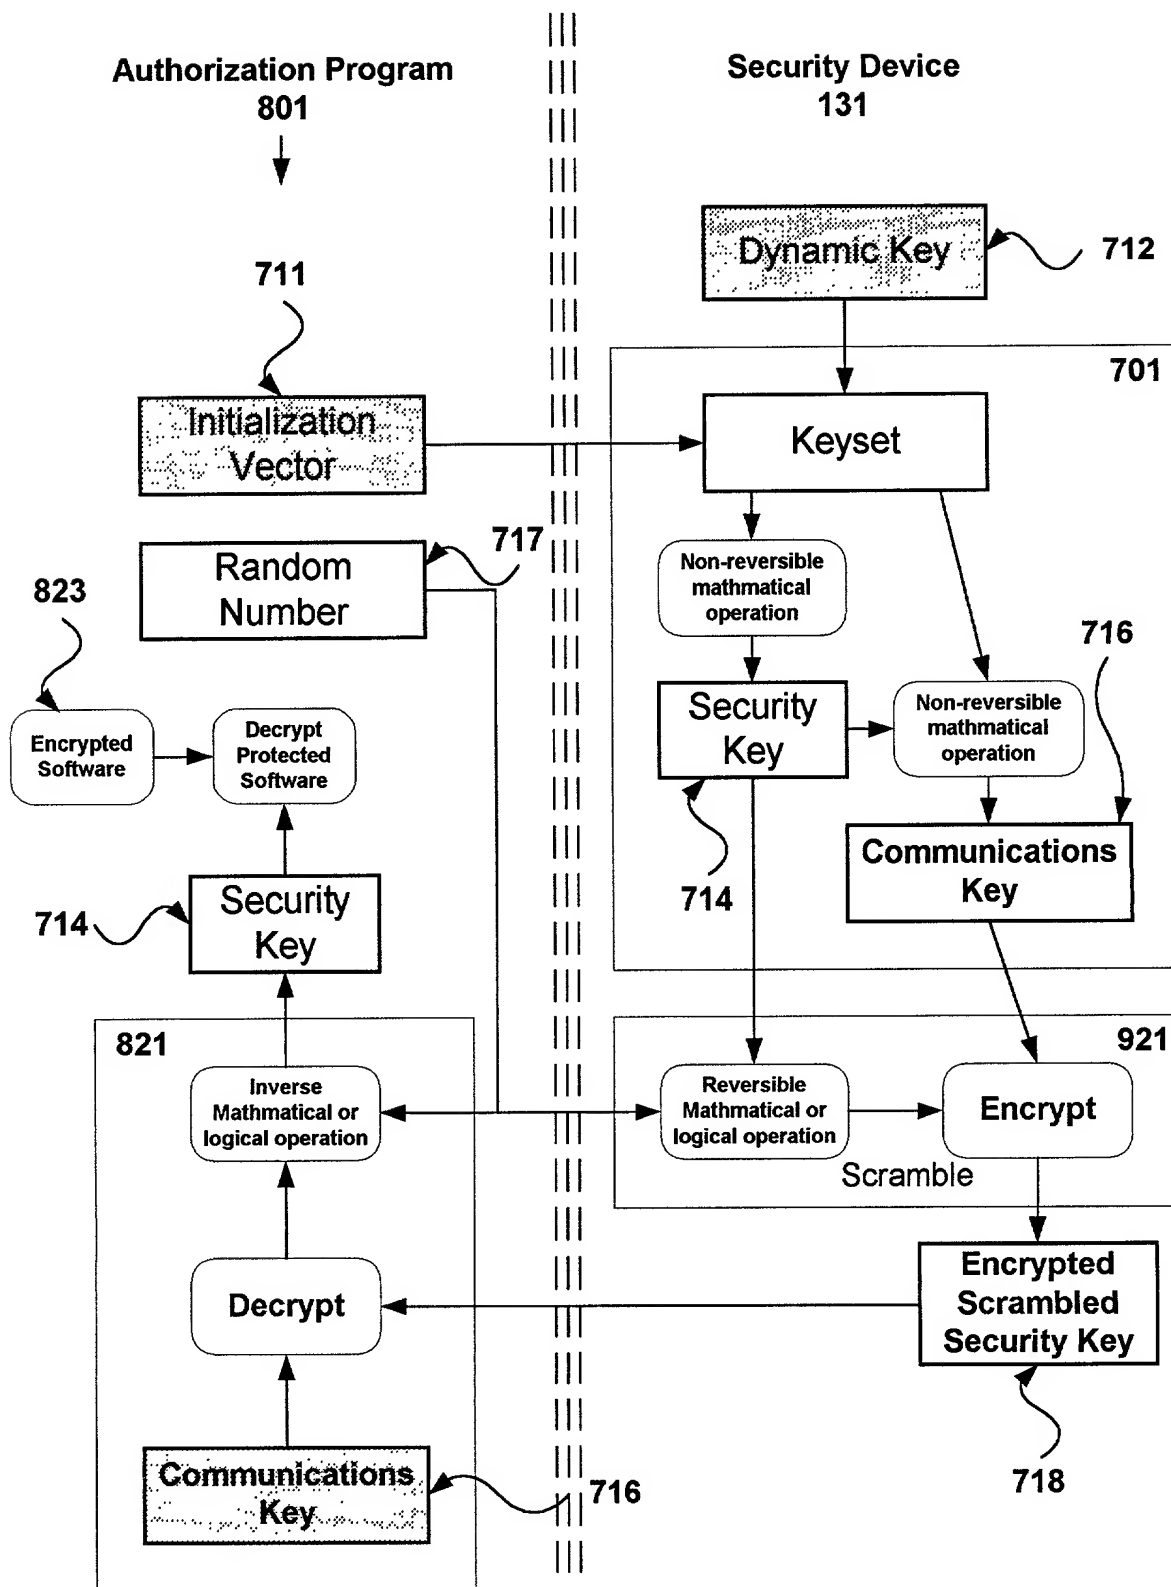 Authorization Program
801
Security Device
131
Dynamic Key
712
711
701
Initialization
Vector
Keyset
717
Random
Number
Non-reversible
mathmatical
operation
823
716
Encrypted
Software
Decrypt
Protected
Software
Security
Key
Non-reversible
mathmatical
operation
714
Communications
Key
714
Security
Key
821
921
Inverse
Mathmatical or
logical operation
Reversible
Mathmatical or
logical operation
Encrypt
Scramble
Decrypt
Encrypted
Scrambled
Security Key
Communications
Key
716
718